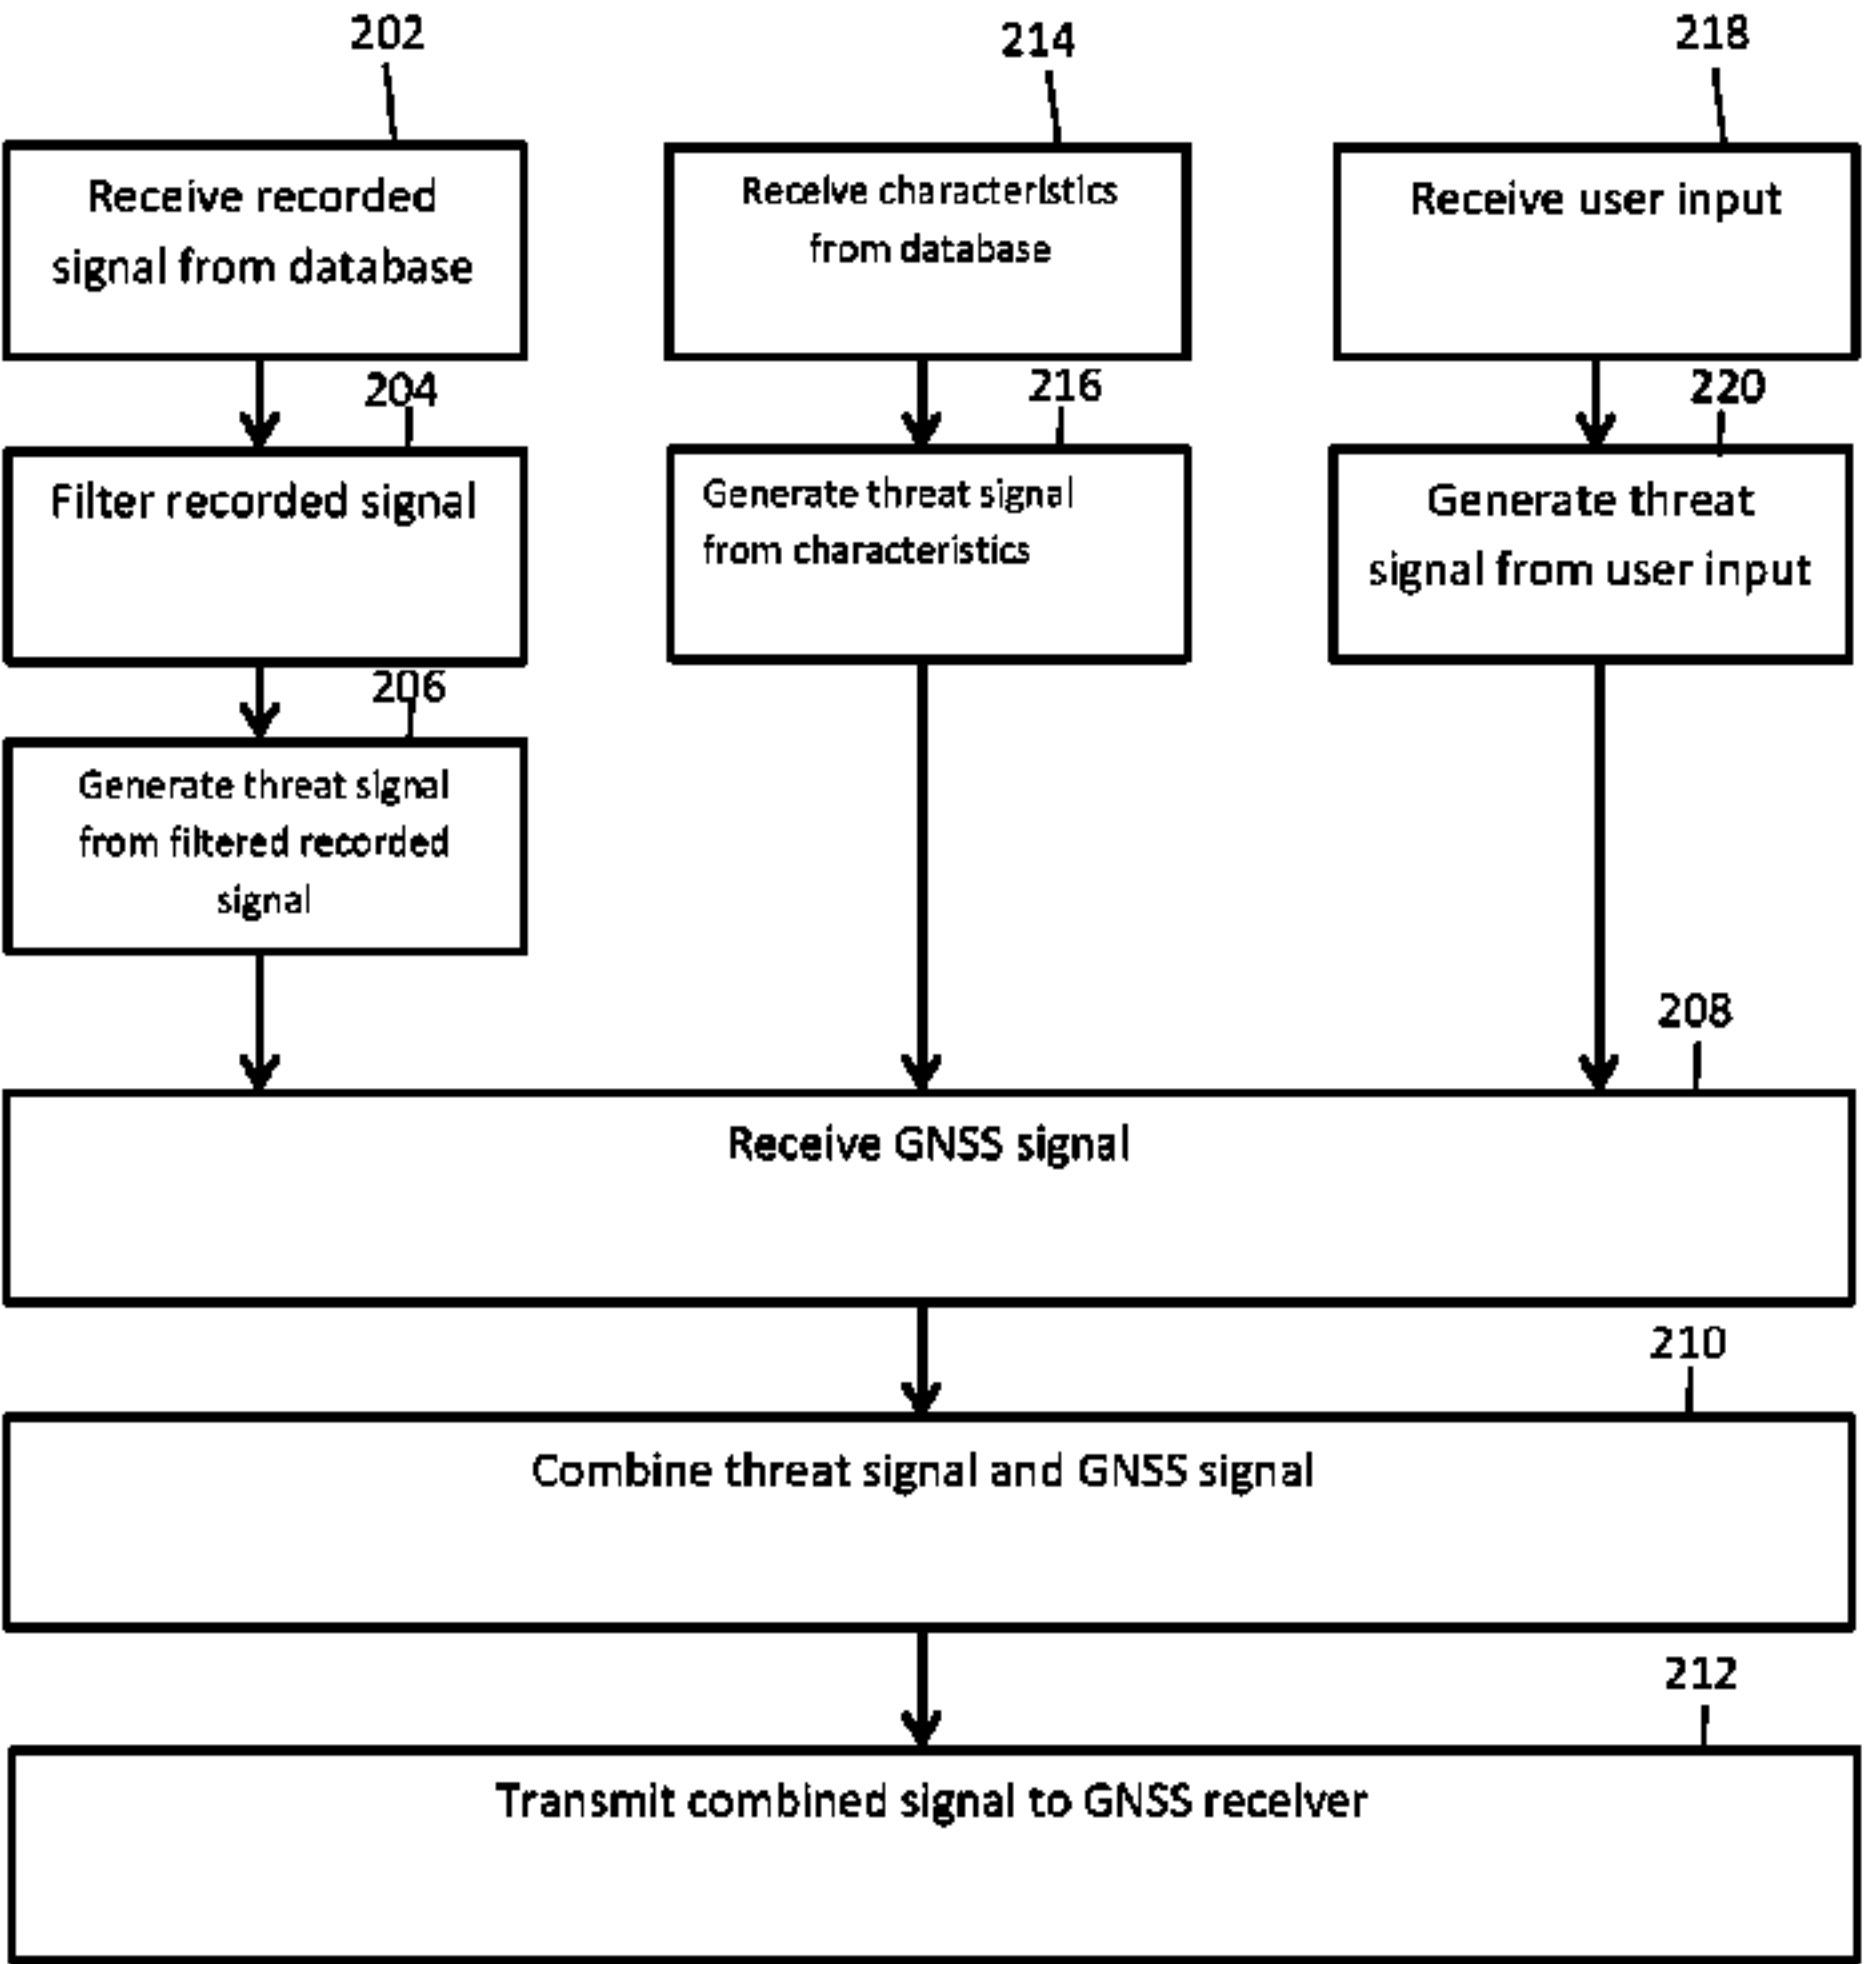 202
214
218
Receive recorded
signal from database
Receive characteristics
from database
Receive user input
204
216
220
Filter recorded signal
Generate threat signal
from characteristics
Generate threat
signal from user input
206
Generate threat signal
from filtered recorded
signal
208
Receive GNSS signal
210
Combine threat signal and GNSS signal
212
Transmit combined signal to GNSS receiver